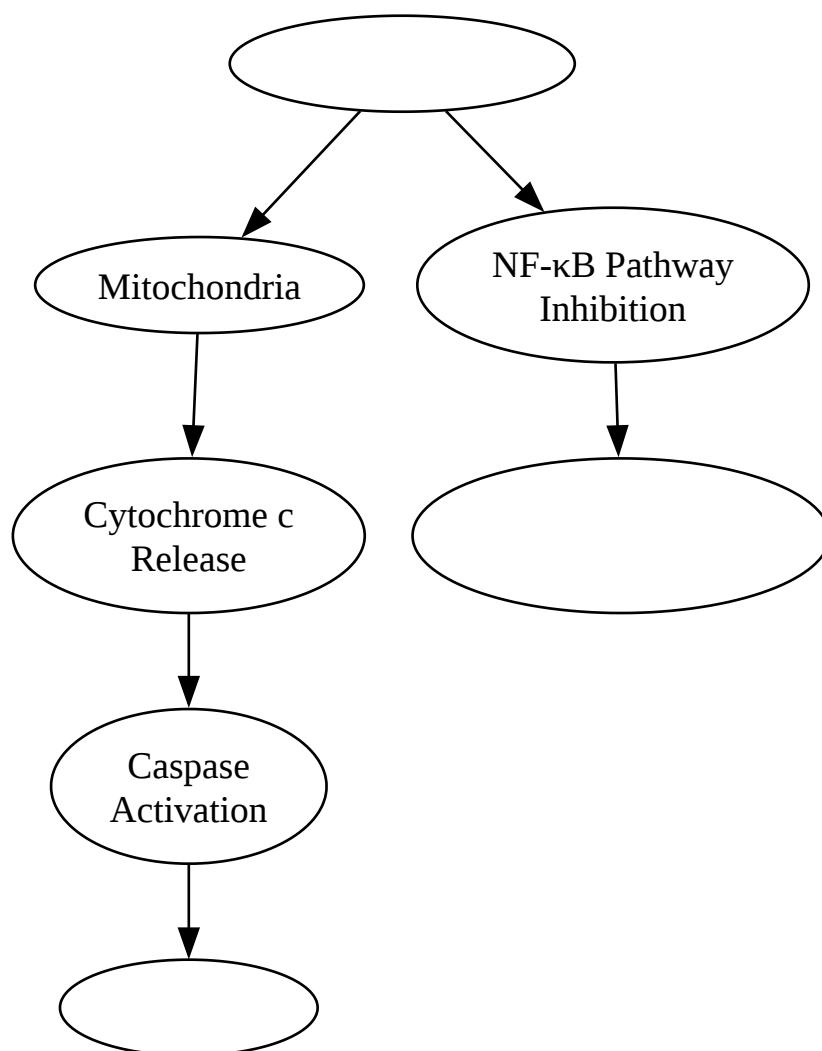 Mitochondria
NF-κB Pathway
Inhibition
Cytochrome c
Release
Caspase
Activation